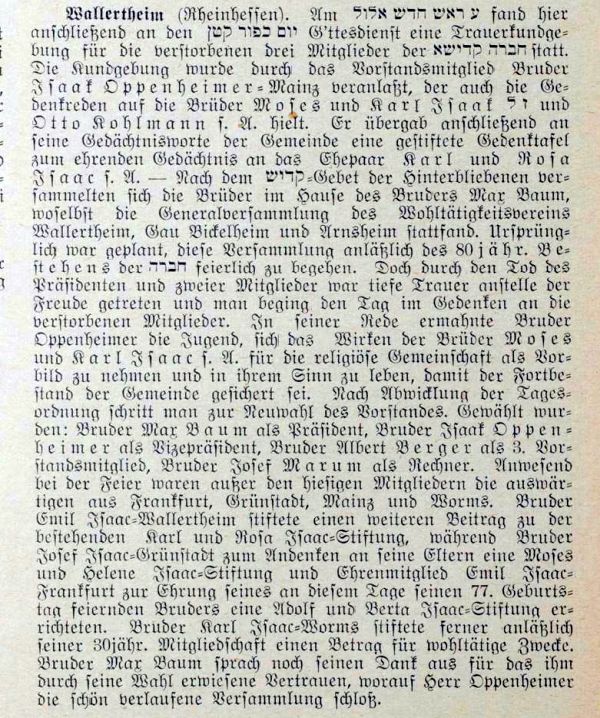 Wallertheim (Rheinhessen). Am ע ראש חדש אלול fand hier
anschließend an den יום כפור קטן G'ttesdienst eine Trauerkundge-
bung für die verstorbenen drei Mitglieder der חברה קדישא statt.
Die Kundgebung wurde durch das Vorstandsmitglied Bruder
Isaak Oppenheimer-Mainz veranlaßt, der auch die Ge-
denkreden auf die Brüder Moses und Karl Isaak ז״ל und
Otto Kohlmann s. A. hielt. Er übergab anschließend an
seine Gedächtnisworte der Gemeinde eine gestiftete Gedenktafel
zum ehrenden Gedächtnis an das Ehepaar Karl und Rosa
Isaac s. A. — Nach dem קדיש-Gebet der Hinterbliebenen ver-
sammelten sich die Brüder im Hause des Bruders Max Baum,
woselbst die Generalversammlung des Wohltätigkeitsvereins
Wallertheim, Gau Bickelheim und Arnsheim stattfand. Ursprüng-
lich war geplant, diese Versammlung anläßlich des 80jähr. Be-
stehens der חברה feierlich zu begehen. Doch durch den Tod des
Präsidenten und zweier Mitglieder war tiefe Trauer anstelle der
Freude getreten und man beging den Tag im Gedenken an die
verstorbenen Mitglieder. In seiner Rede ermahnte Bruder
Oppenheimer die Jugend, sich das Wirken der Brüder Moses
und Karl Isaac s. A. für die religiöse Gemeinschaft als Vor-
bild zu nehmen und in ihrem Sinn zu leben, damit der Fortbe-
stand der Gemeinde gesichert sei. Nach Abwicklung der Tages-
ordnung schritt man zur Neuwahl des Vorstandes. Gewählt wur-
den: Bruder Max Baum als Präsident, Bruder Isaak Oppen-
heimer als Vizepräsident, Bruder Albert Berger als 3. Vor-
standsmitglied, Bruder Josef Marum als Rechner. Anwesend
bei der Feier waren außer den hiesigen Mitgliedern die auswär-
tigen aus Frankfurt, Grünstadt, Mainz und Worms. Bruder
Emil Isaac-Wallertheim stiftete einen weiteren Beitrag zu der
bestehenden Karl und Rosa Isaac-Stiftung, während Bruder
Josef Isaac-Grünstadt zum Andenken an seine Eltern eine Moses
und Helene Isaac-Stiftung und Ehrenmitglied Emil Isaac-
Frankfurt zur Ehrung seines an diesem Tage seinen 77. Geburts-
tag feiernden Bruders eine Adolf und Berta Isaac-Stiftung er-
richteten. Bruder Karl Isaac-Worms stiftete ferner anläßlich
seiner 30jähr. Mitgliedschaft einen Betrag für wohltätige Zwecke.
Bruder Max Baum sprach noch seinen Dank aus für das ihm
durch seine Wahl erwiesene Vertrauen, worauf Herr Oppenheimer
die schön verlaufene Versammlung schloß.